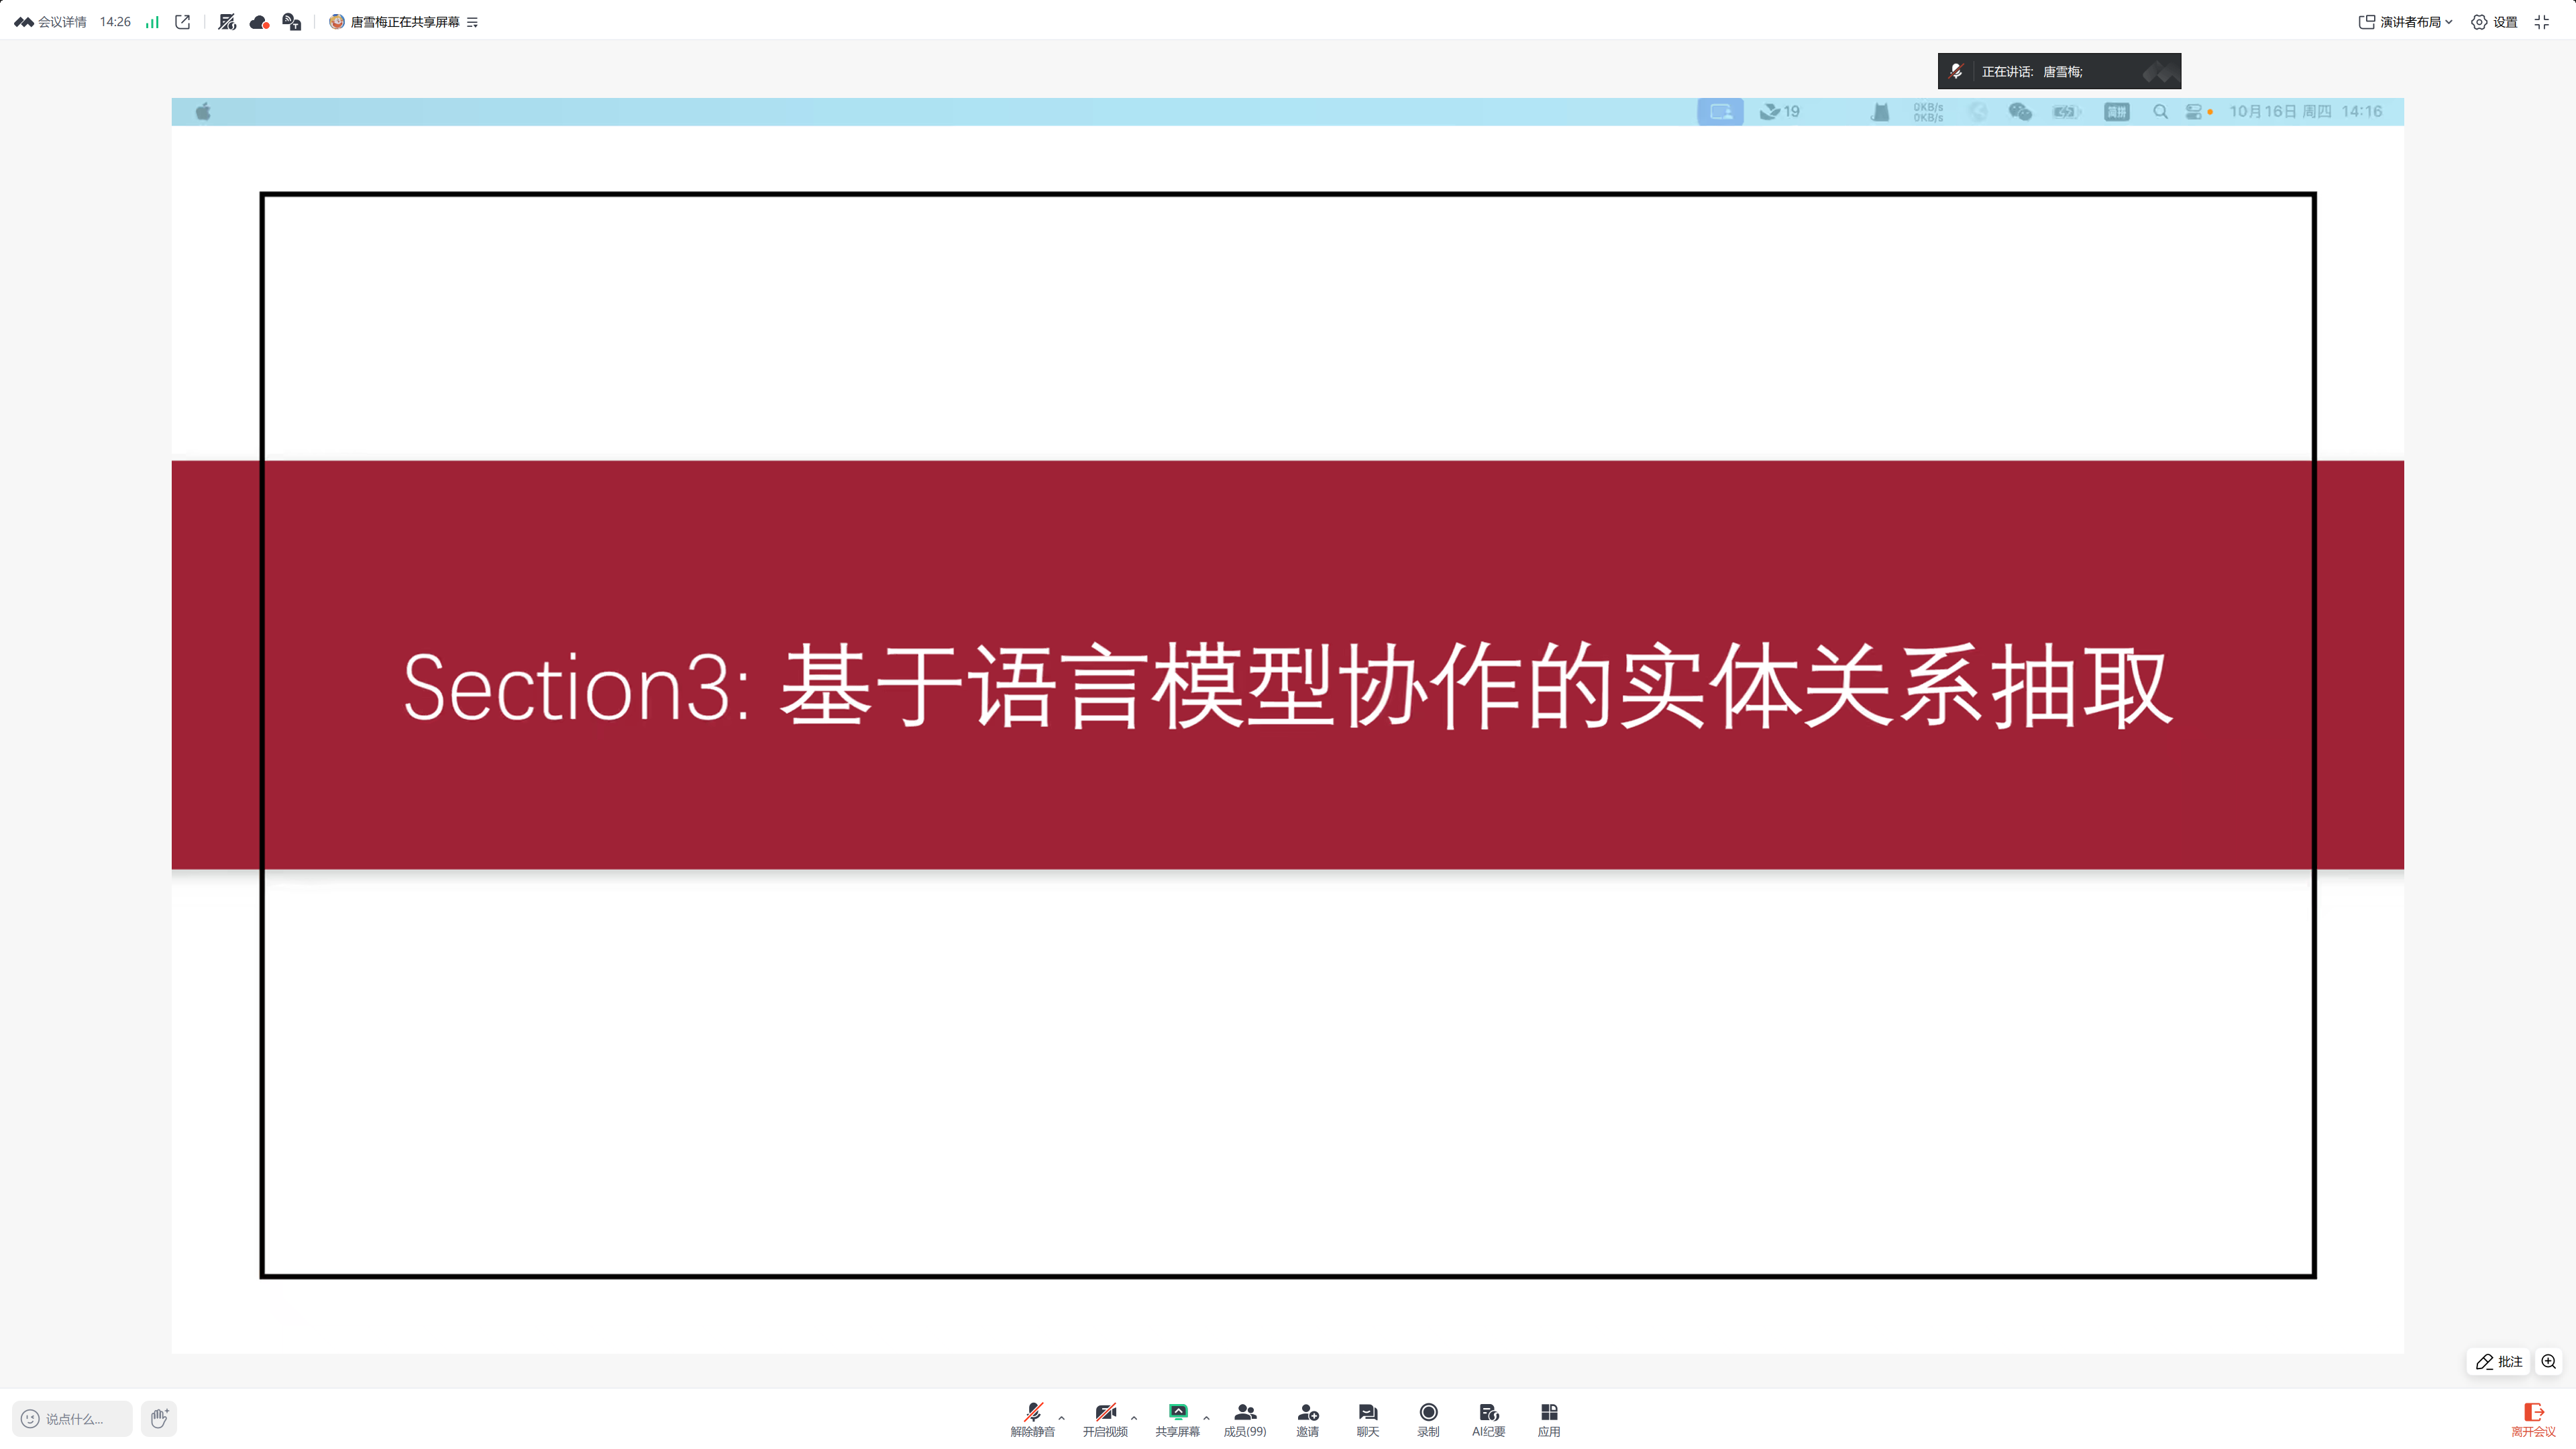 会议详情 14:26 唐雪梅正在共享屏幕 演讲者布局 设置
正在讲话: 唐雪梅;
19 0KB/s 简拼 10月16日 周四 14:16
0KB/s
Section3: 基于语言模型协作的实体关系抽取
批注
说点什么...
解除静音 开启视频 共享屏幕 成员(99) 邀请 聊天 录制 AI纪要 应用 离开会议